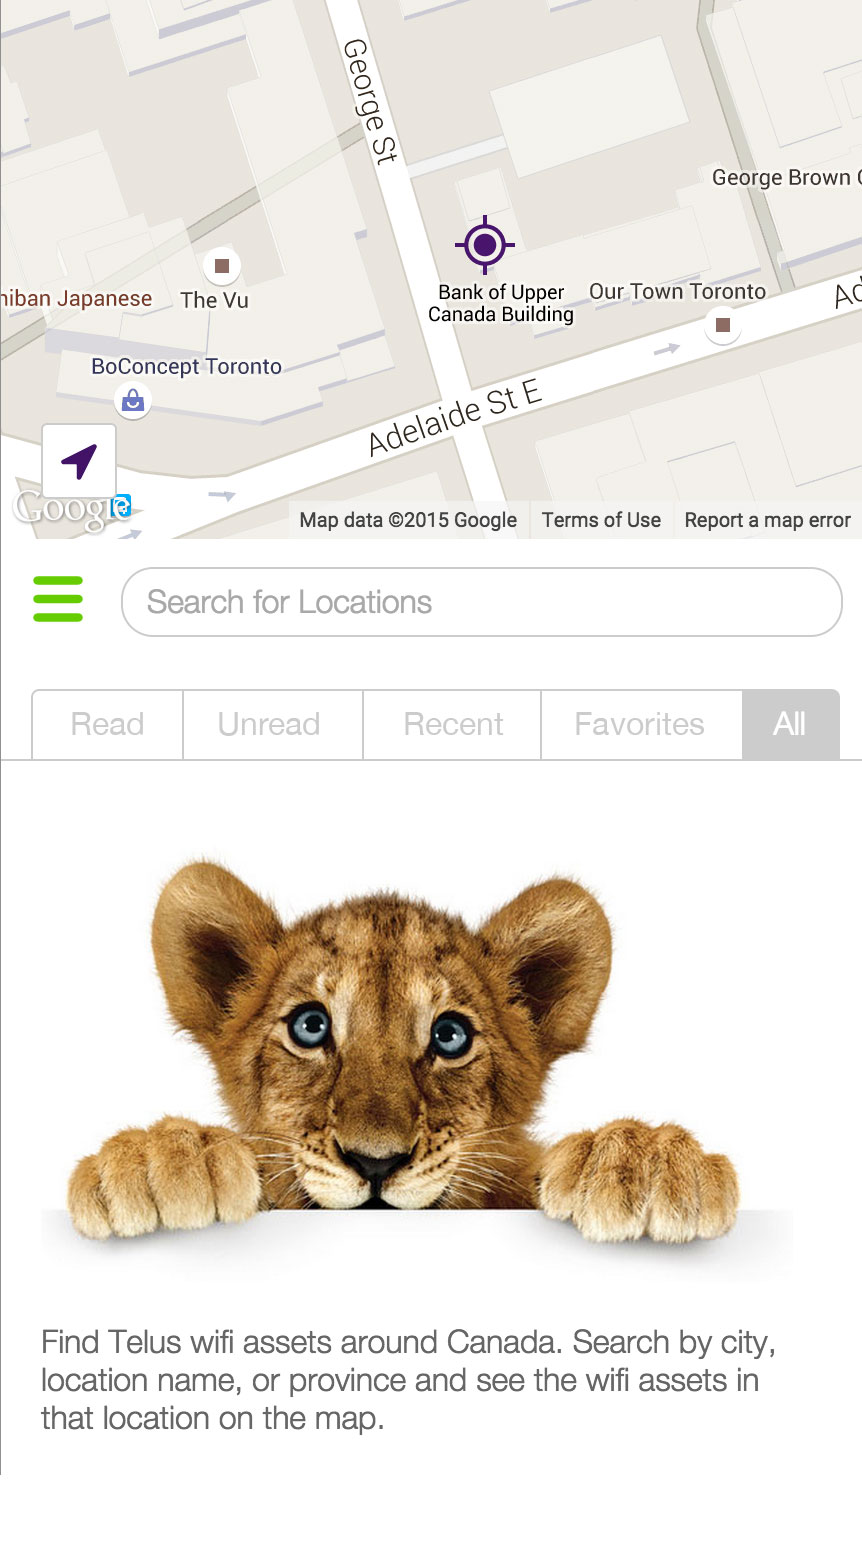 George St
George Brown
Bank of Upper
Canada Building
Our Town Toronto
Japanese
The Vu
BoConcept Toronto
Adelaide St E
Google
Map data ©2015 Google
Terms of Use
Report a map error
Search for Locations
Read
Unread
Recent
Favorites
All
Find Telus wifi assets around Canada. Search by city,
location name, or province and see the wifi assets in
that location on the map.